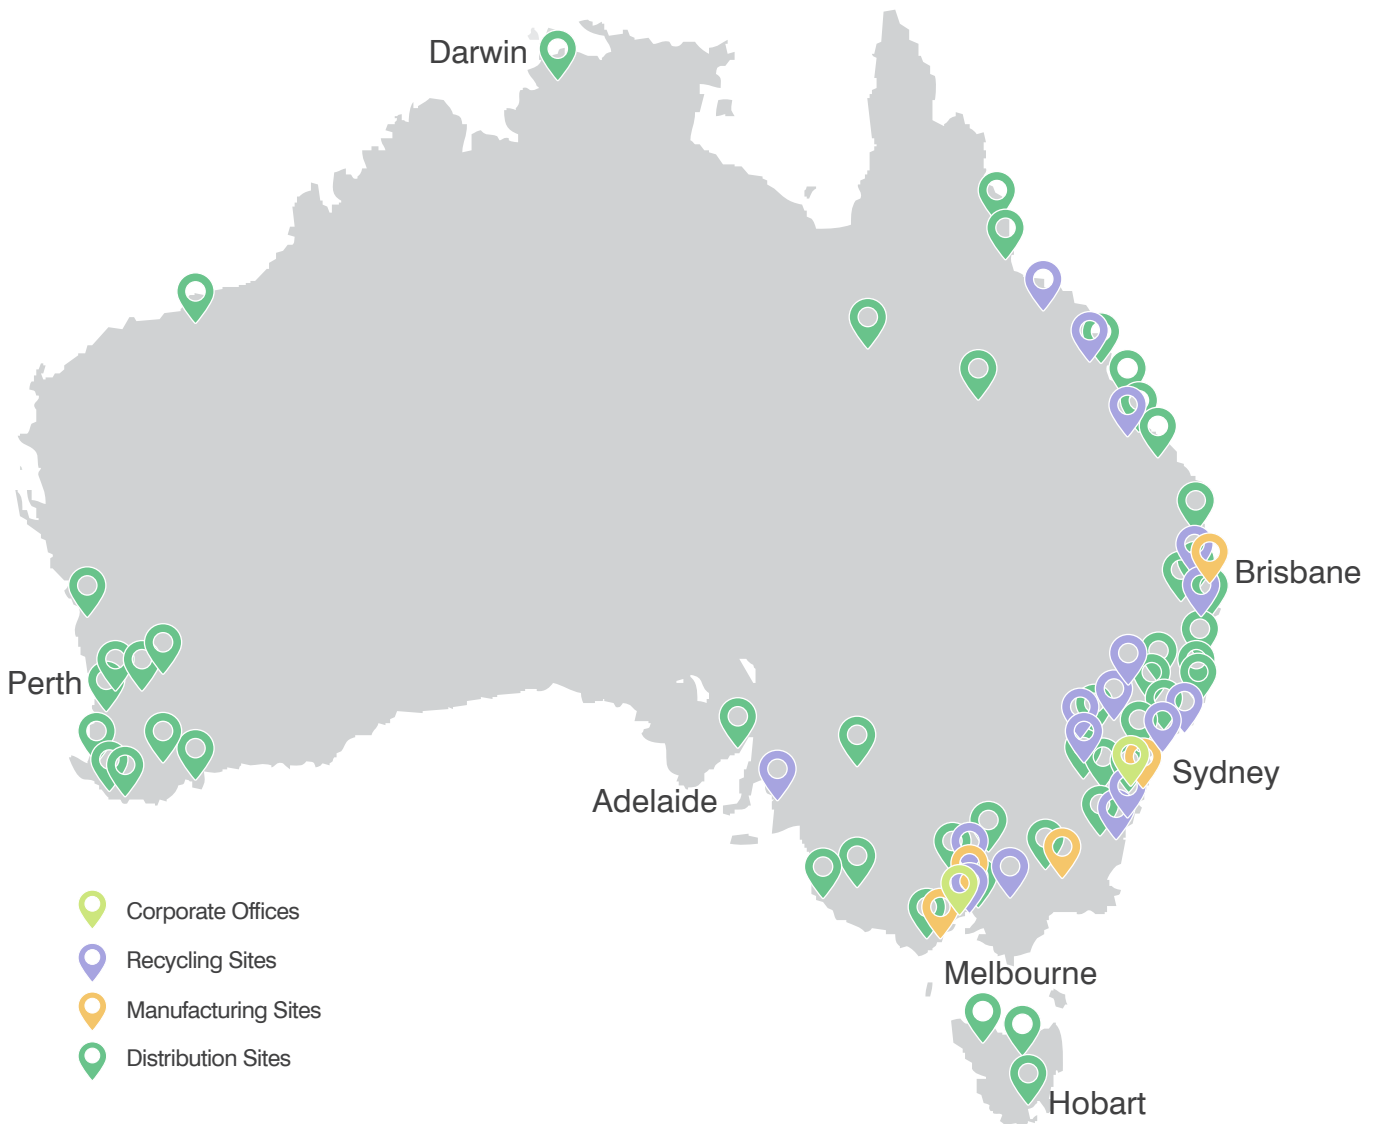 Darwin
Brisbane
Perth
Sydney
Adelaide
Corporate Offices
Recycling Sites
Melbourne
Manufacturing Sites
Distribution Sites
Hobart